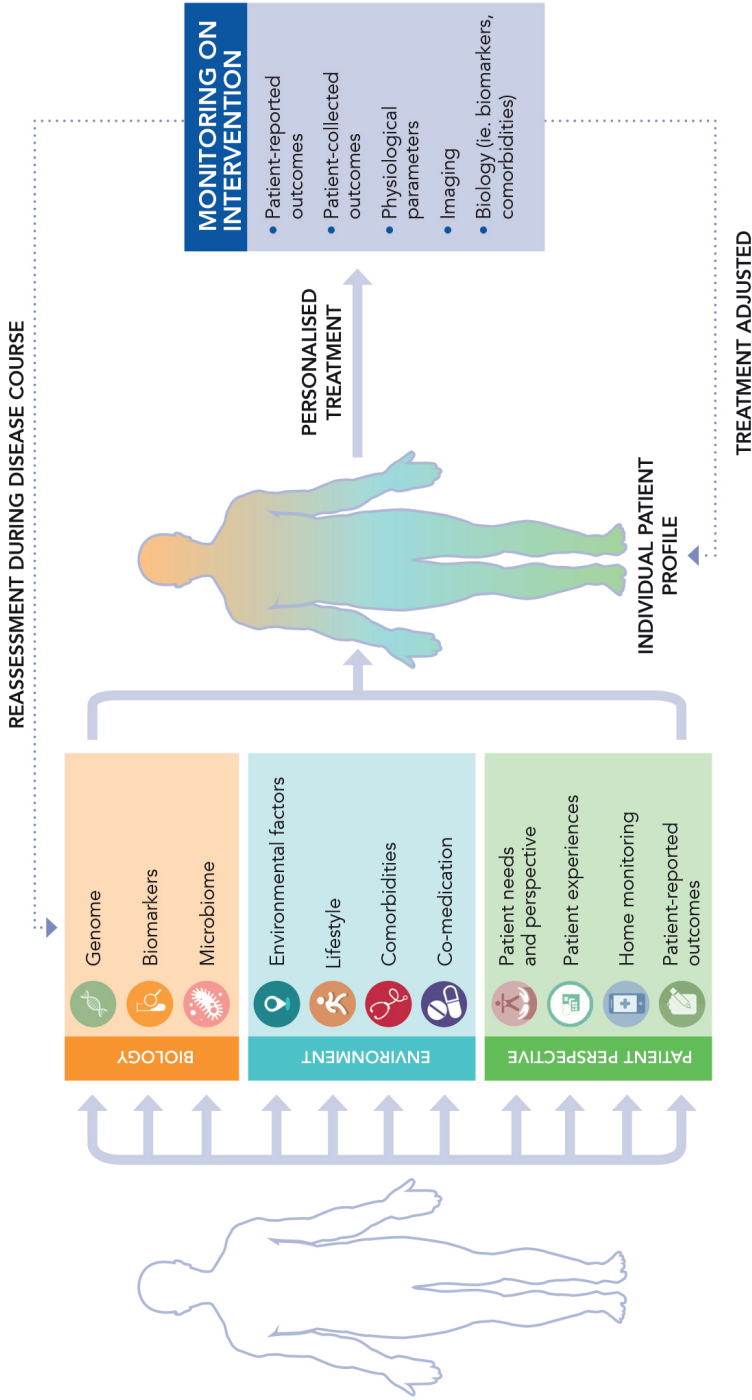 REASSESSMENT DURING DISEASE COURSE
BIOLOGY
Genome
Biomarkers
Microbiome
ENVIRONMENT
Environmental factors
Lifestyle
Comorbidities
Co-medication
PATIENT PERSPECTIVE
Patient needs
and perspective
Patient experiences
Home monitoring
Patient-reported
outcomes
INDIVIDUAL PATIENT
PROFILE
PERSONALISED
TREATMENT
MONITORING ON
INTERVENTION
• Patient-reported
outcomes
• Patient-collected
outcomes
• Physiological
parameters
• Imaging
• Biology (ie. biomarkers,
comorbidities)
TREATMENT ADJUSTED